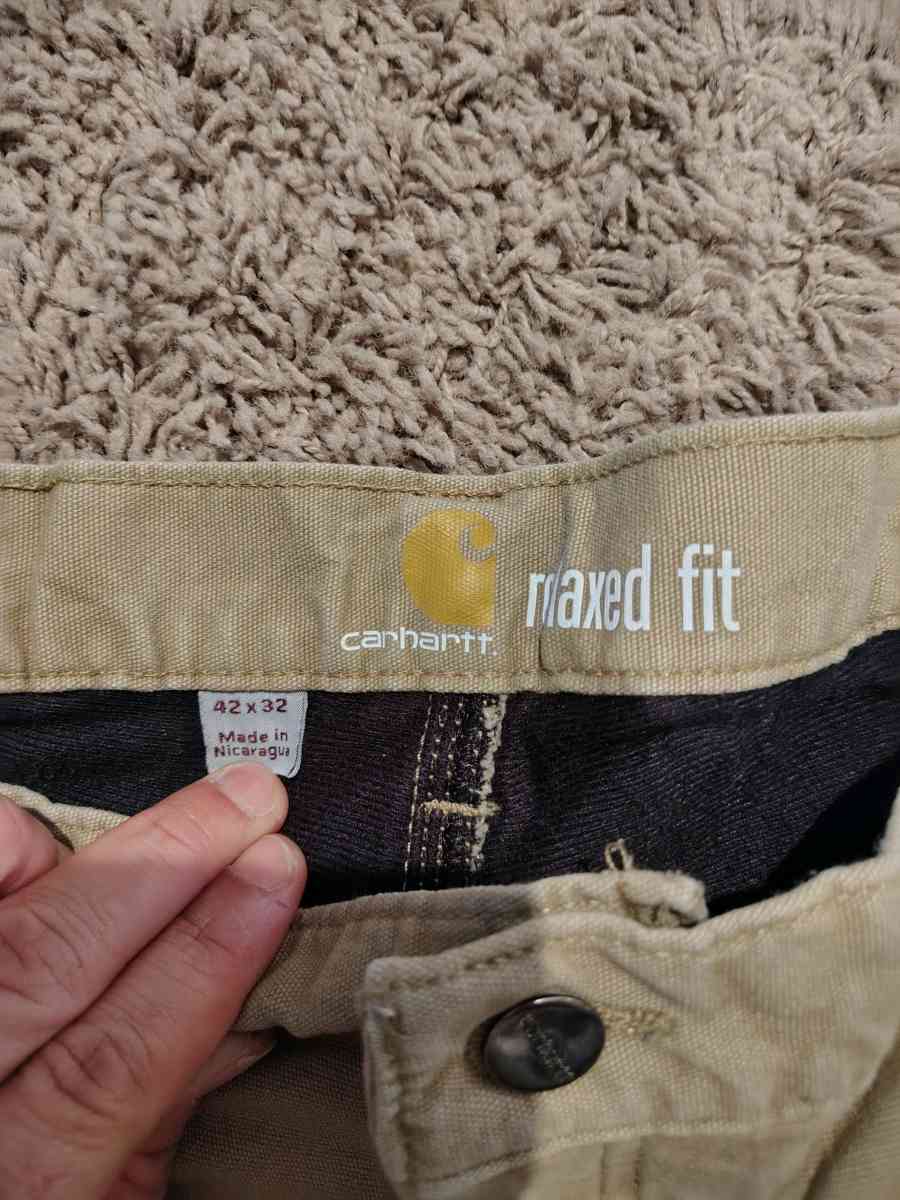 carhartt.
relaxed fit
42 x 32
Made in
Nicaragua